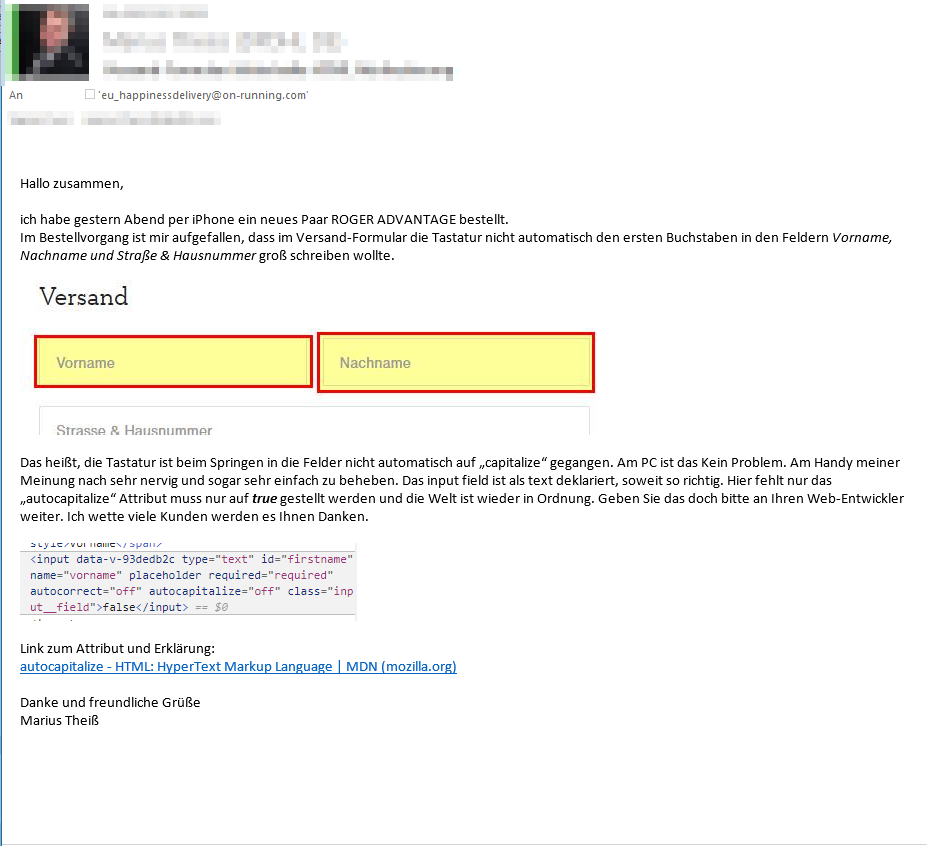 An 'eu_happinessdelivery@on-running.com'
Hallo zusammen,
ich habe gestern Abend per iPhone ein neues Paar ROGER ADVANTAGE bestellt.
Im Bestellvorgang ist mir aufgefallen, dass im Versand-Formular die Tastatur nicht automatisch den ersten Buchstaben in den Feldern Vorname,
Nachname und Straße & Hausnummer groß schreiben wollte.
Versand
Vorname Nachname
Strasse & Hausnummer
Das heißt, die Tastatur ist beim Springen in die Felder nicht automatisch auf „capitalize“ gegangen. Am PC ist das Kein Problem. Am Handy meiner
Meinung nach sehr nervig und sogar sehr einfach zu beheben. Das input field ist als text deklariert, soweit so richtig. Hier fehlt nur das
„autocapitalize“ Attribut muss nur auf true gestellt werden und die Welt ist wieder in Ordnung. Geben Sie das doch bitte an Ihren Web-Entwickler
weiter. Ich wette viele Kunden werden es Ihnen Danken.
style>Vorname</span>
<input data-v-93dedb2c type="text" id="firstname"
name="vorname" placeholder required="required"
autocorrect="off" autocapitalize="off" class="inp
ut__field">false</input> == $0
Link zum Attribut und Erklärung:
autocapitalize - HTML: HyperText Markup Language | MDN (mozilla.org)
Danke und freundliche Grüße
Marius Theiß